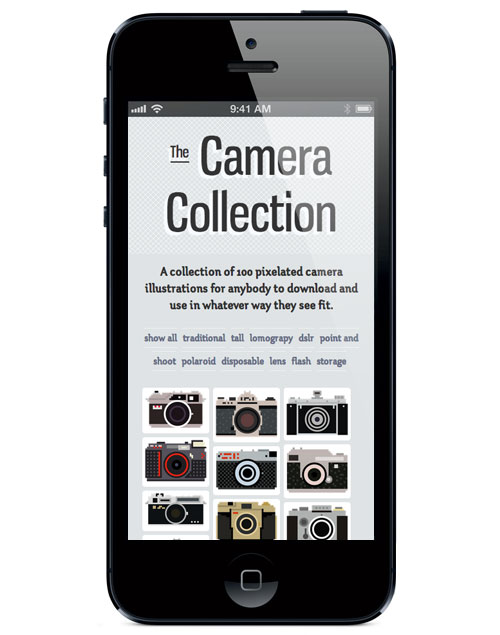 9:41 AM
The Camera
Collection
A collection of 100 pixelated camera
illustrations for anybody to download and
use in whatever way they see fit.
show all traditional tall lomograpy dslr point and
shoot polaroid disposable lens flash storage